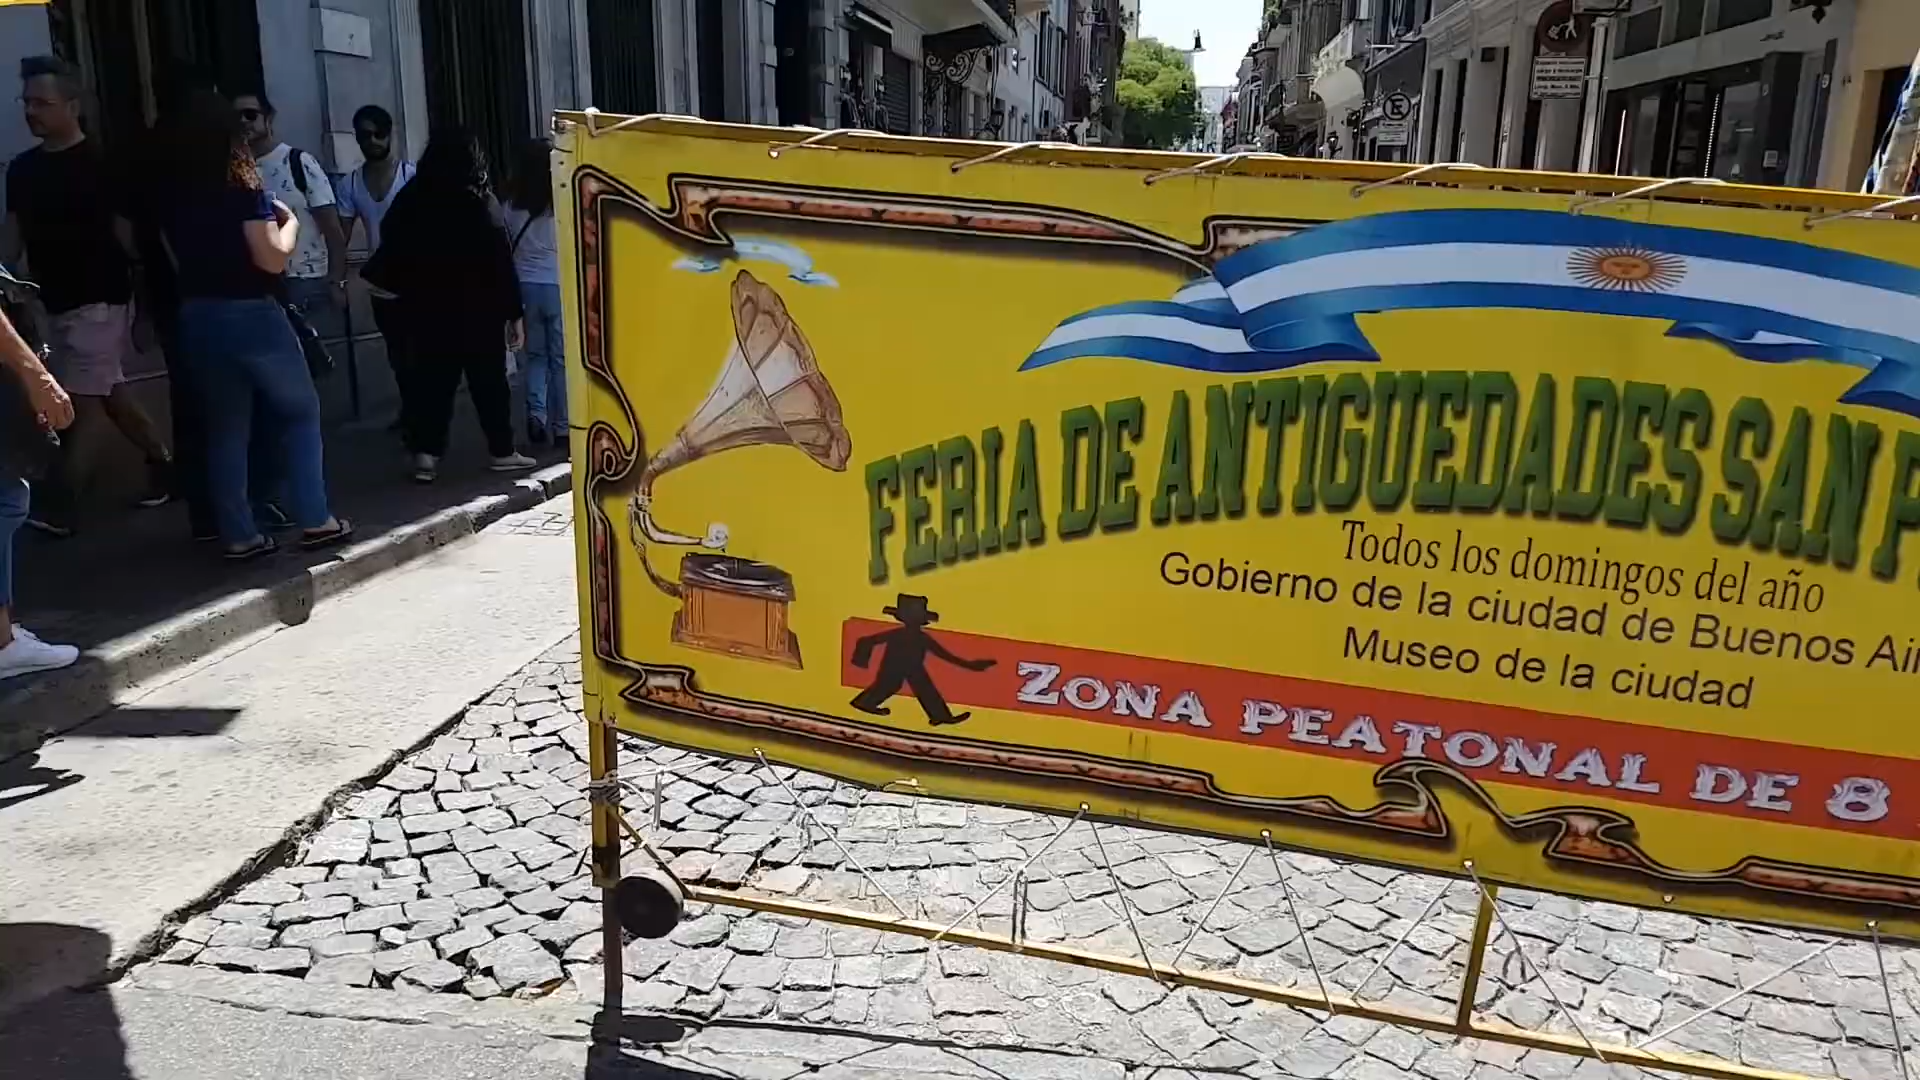 FERIA DE ANTIGUEDADES SAN P
Todos los domingos del año
Gobierno de la ciudad de Buenos Air
Museo de la ciudad
ZONA PEATONAL DE 8
E